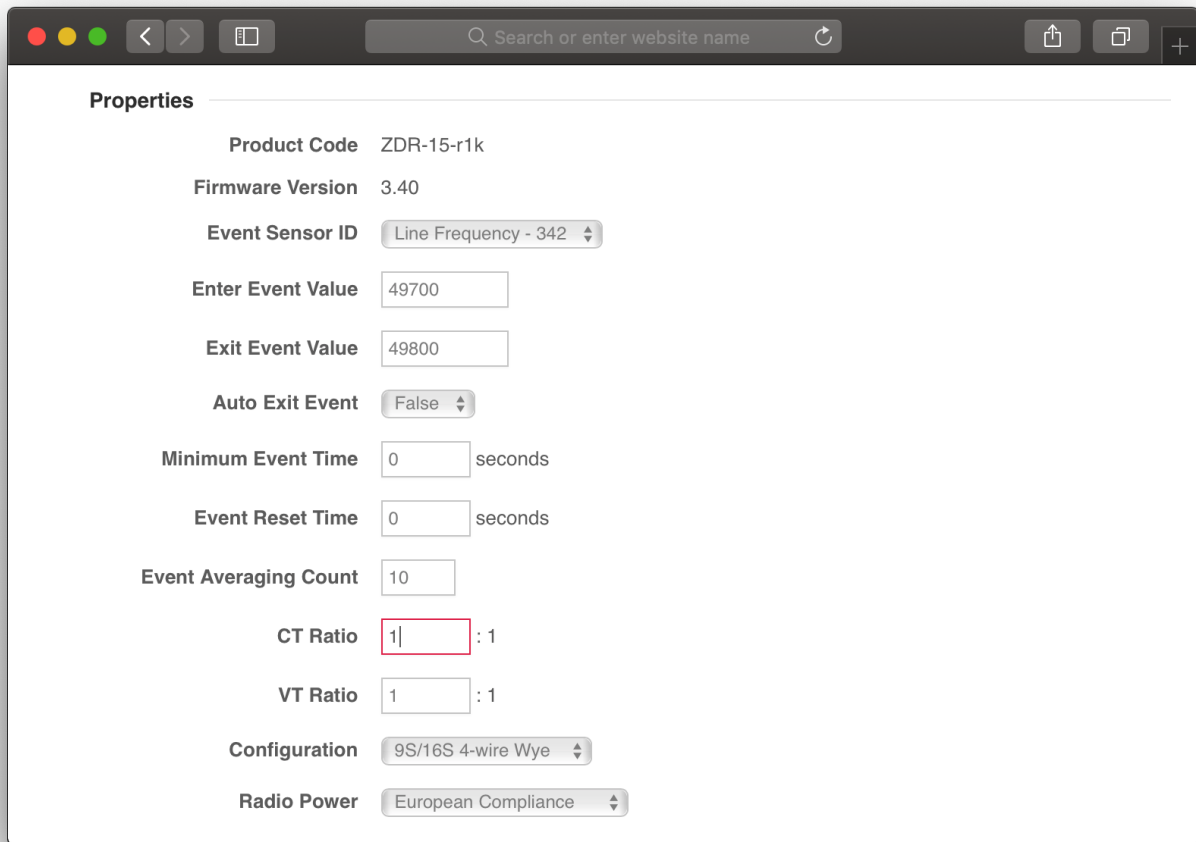 Search or enter website name
Properties
Product Code ZDR-15-r1k
Firmware Version 3.40
Event Sensor ID Line Frequency - 342
Enter Event Value 49700
Exit Event Value 49800
Auto Exit Event False
Minimum Event Time 0 seconds
Event Reset Time 0 seconds
Event Averaging Count 10
CT Ratio 1 : 1
VT Ratio 1 : 1
Configuration 9S/16S 4-wire Wye
Radio Power European Compliance